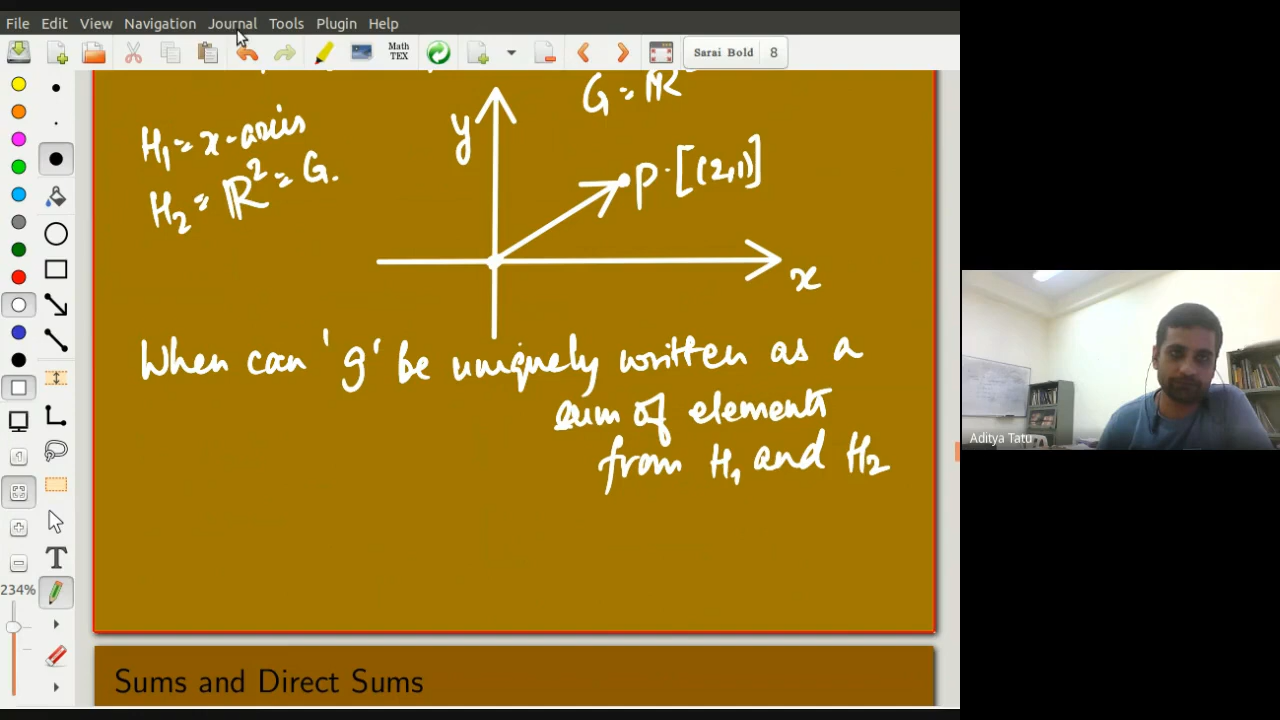 File Edit View Navigation Journal Tools Plugin Help
Math TEX
Sarai Bold 8
G = ℝ
H₁ = x-axis
y
H₂ = ℝ² = G.
P. [(2,1)]
x
When can 'g' be uniquely written as a
sum of elements
from H₁ and H₂
Aditya Tatu
234%
T
Sums and Direct Sums